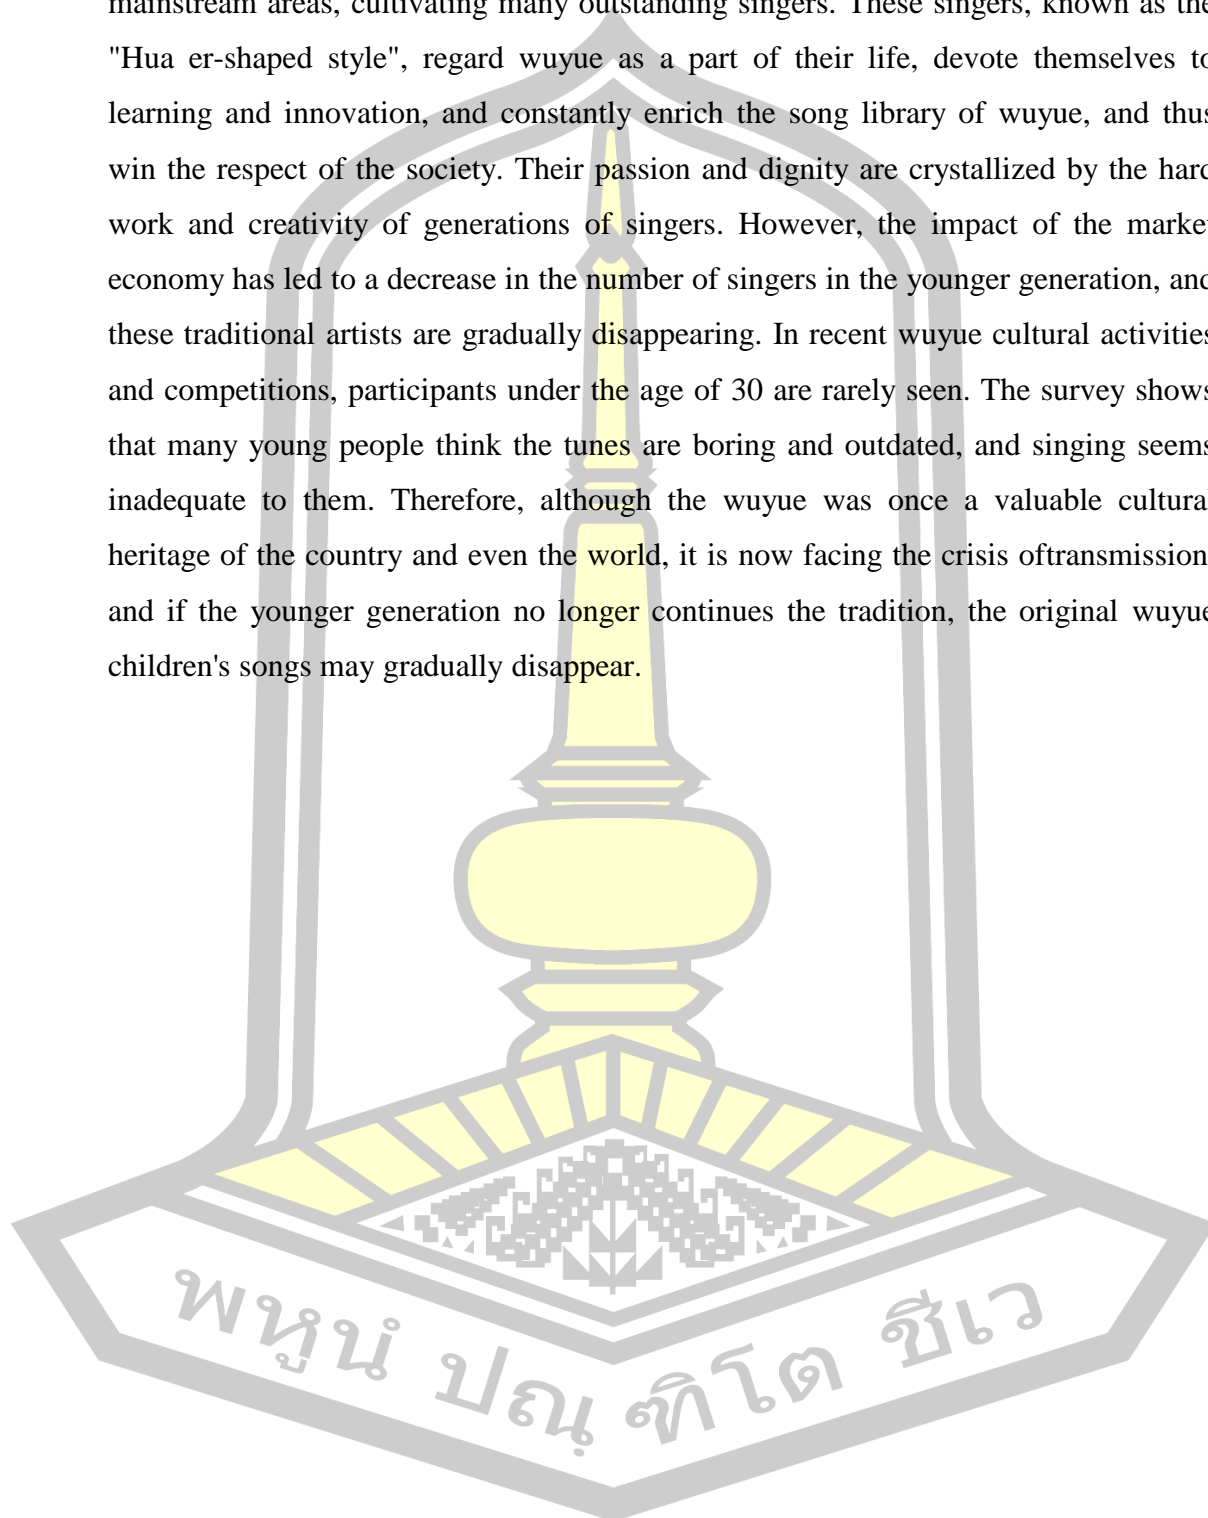 mainstream areas, cultivating many outstanding singers. These singers, known as the
"Hua er-shaped style", regard wuyue as a part of their life, devote themselves to
learning and innovation, and constantly enrich the song library of wuyue, and thus
win the respect of the society. Their passion and dignity are crystallized by the hard
work and creativity of generations of singers. However, the impact of the market
economy has led to a decrease in the number of singers in the younger generation, and
these traditional artists are gradually disappearing. In recent wuyue cultural activities
and competitions, participants under the age of 30 are rarely seen. The survey shows
that many young people think the tunes are boring and outdated, and singing seems
inadequate to them. Therefore, although the wuyue was once a valuable cultural
heritage of the country and even the world, it is now facing the crisis oftransmission
and if the younger generation no longer continues the tradition, the original wuyue
children's songs may gradually disappear.
พหูนํ ปณฺฑิโต ชีเว